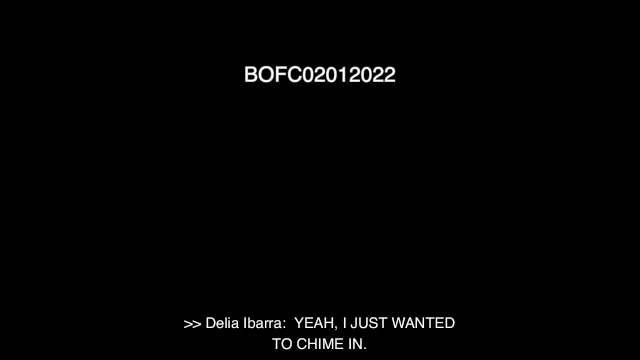 BOFC02012022
>> Delia Ibarra:  YEAH, I JUST WANTED
TO CHIME IN.